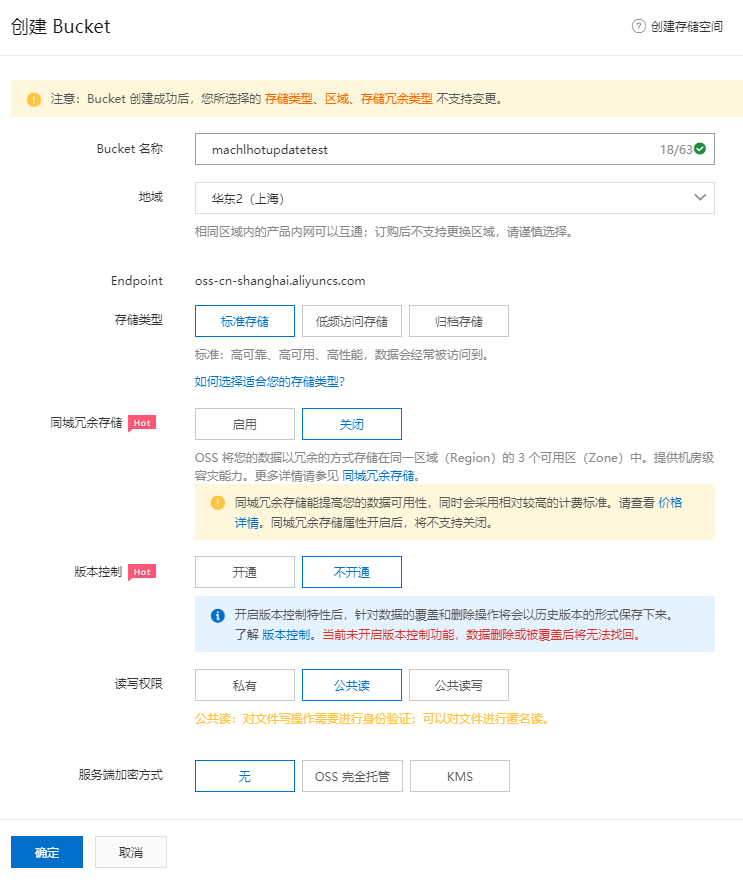 创建 Bucket
? 创建存储空间
注意：Bucket 创建成功后，您所选择的 存储类型、区域、存储冗余类型 不支持变更。
Bucket 名称 machlhotupdatetest 18/63
地域 华东2（上海）
相同区域内的产品内网可以互通；订购后不支持更换区域，请谨慎选择。
Endpoint oss-cn-shanghai.aliyuncs.com
存储类型 标准存储 低频访问存储 归档存储
标准：高可靠、高可用、高性能，数据会经常被访问到。
如何选择适合您的存储类型？
同城冗余存储 Hot 启用 关闭
OSS 将您的数据以冗余的方式存储在同一区域（Region）的 3 个可用区（Zone）中。提供机房级
容灾能力。更多详情请参见 同城冗余存储。
同城冗余存储能提高您的数据可用性，同时会采用相对较高的计费标准。请查看 价格
详情。同城冗余存储属性开启后，将不支持关闭。
版本控制 Hot 开通 不开通
开启版本控制特性后，针对数据的覆盖和删除操作将会以历史版本的形式保存下来。
了解 版本控制。当前未开启版本控制功能，数据删除或被覆盖后将无法找回。
读写权限 私有 公共读 公共读写
公共读：对文件写操作需要进行身份验证；可以对文件进行匿名读。
服务端加密方式 无 OSS 完全托管 KMS
确定 取消